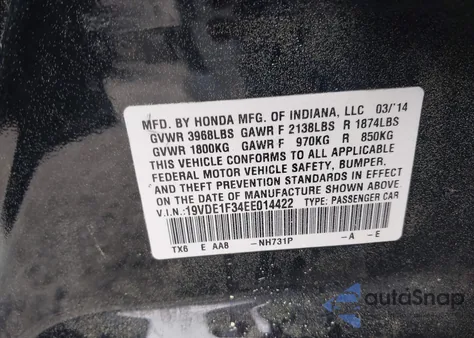 MFD. BY HONDA MFG. OF INDIANA, LLC 03/'14
GVWR 3968LBS GAWR F 2138LBS R 1874LBS
GVWR 1800KG GAWR F 970KG R 850KG
THIS VEHICLE CONFORMS TO ALL APPLICABLE
FEDERAL MOTOR VEHICLE SAFETY, BUMPER,
AND THEFT PREVENTION STANDARDS IN EFFECT
ON THE DATE OF MANUFACTURE SHOWN ABOVE.
V.I.N.:19VDE1F34EE014422 TYPE: PASSENGER CAR
TX6 E AAB -NH731P -A -E
autoSnap